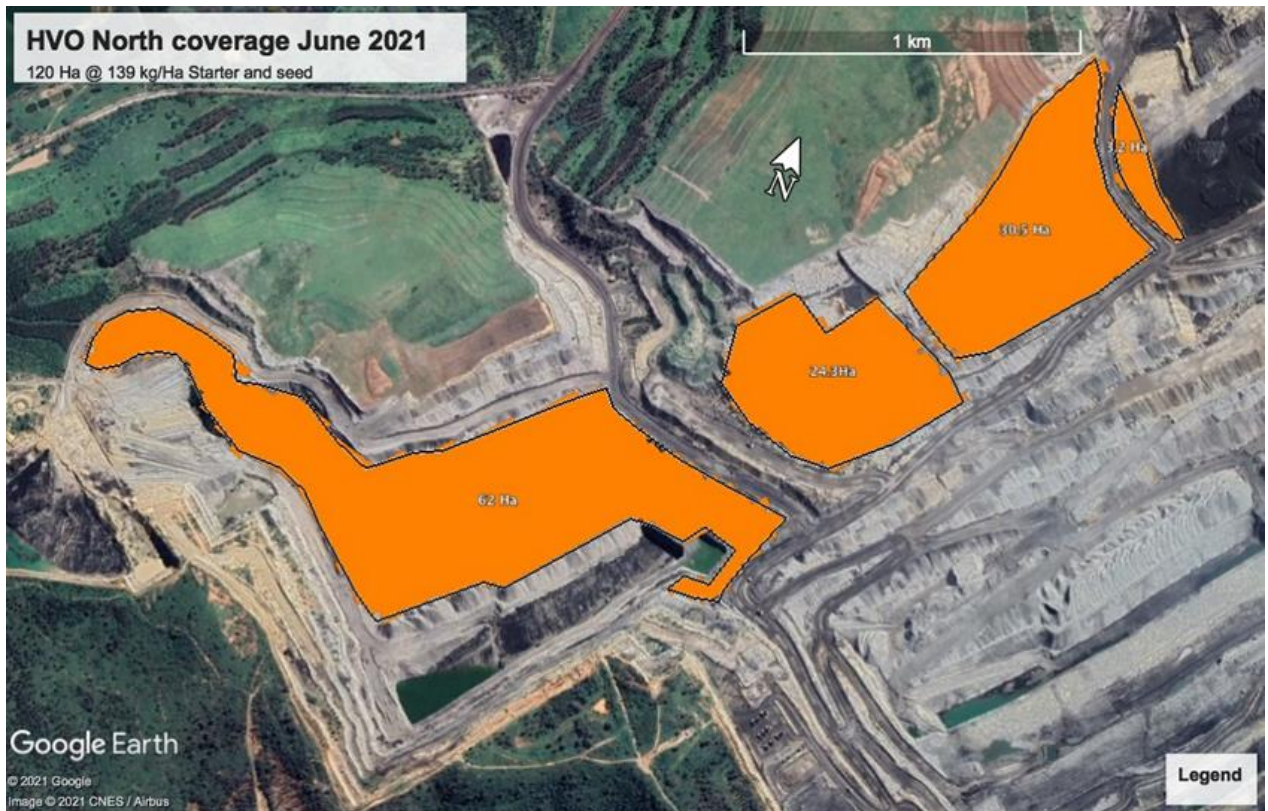 HVO North coverage June 2021
120 Ha @ 139 kg/Ha Starter and seed
1 km
N
3.2 Ha
30.5 Ha
24.3Ha
62 Ha
Google Earth
© 2021 Google
Image © 2021 CNES / Airbus
Legend